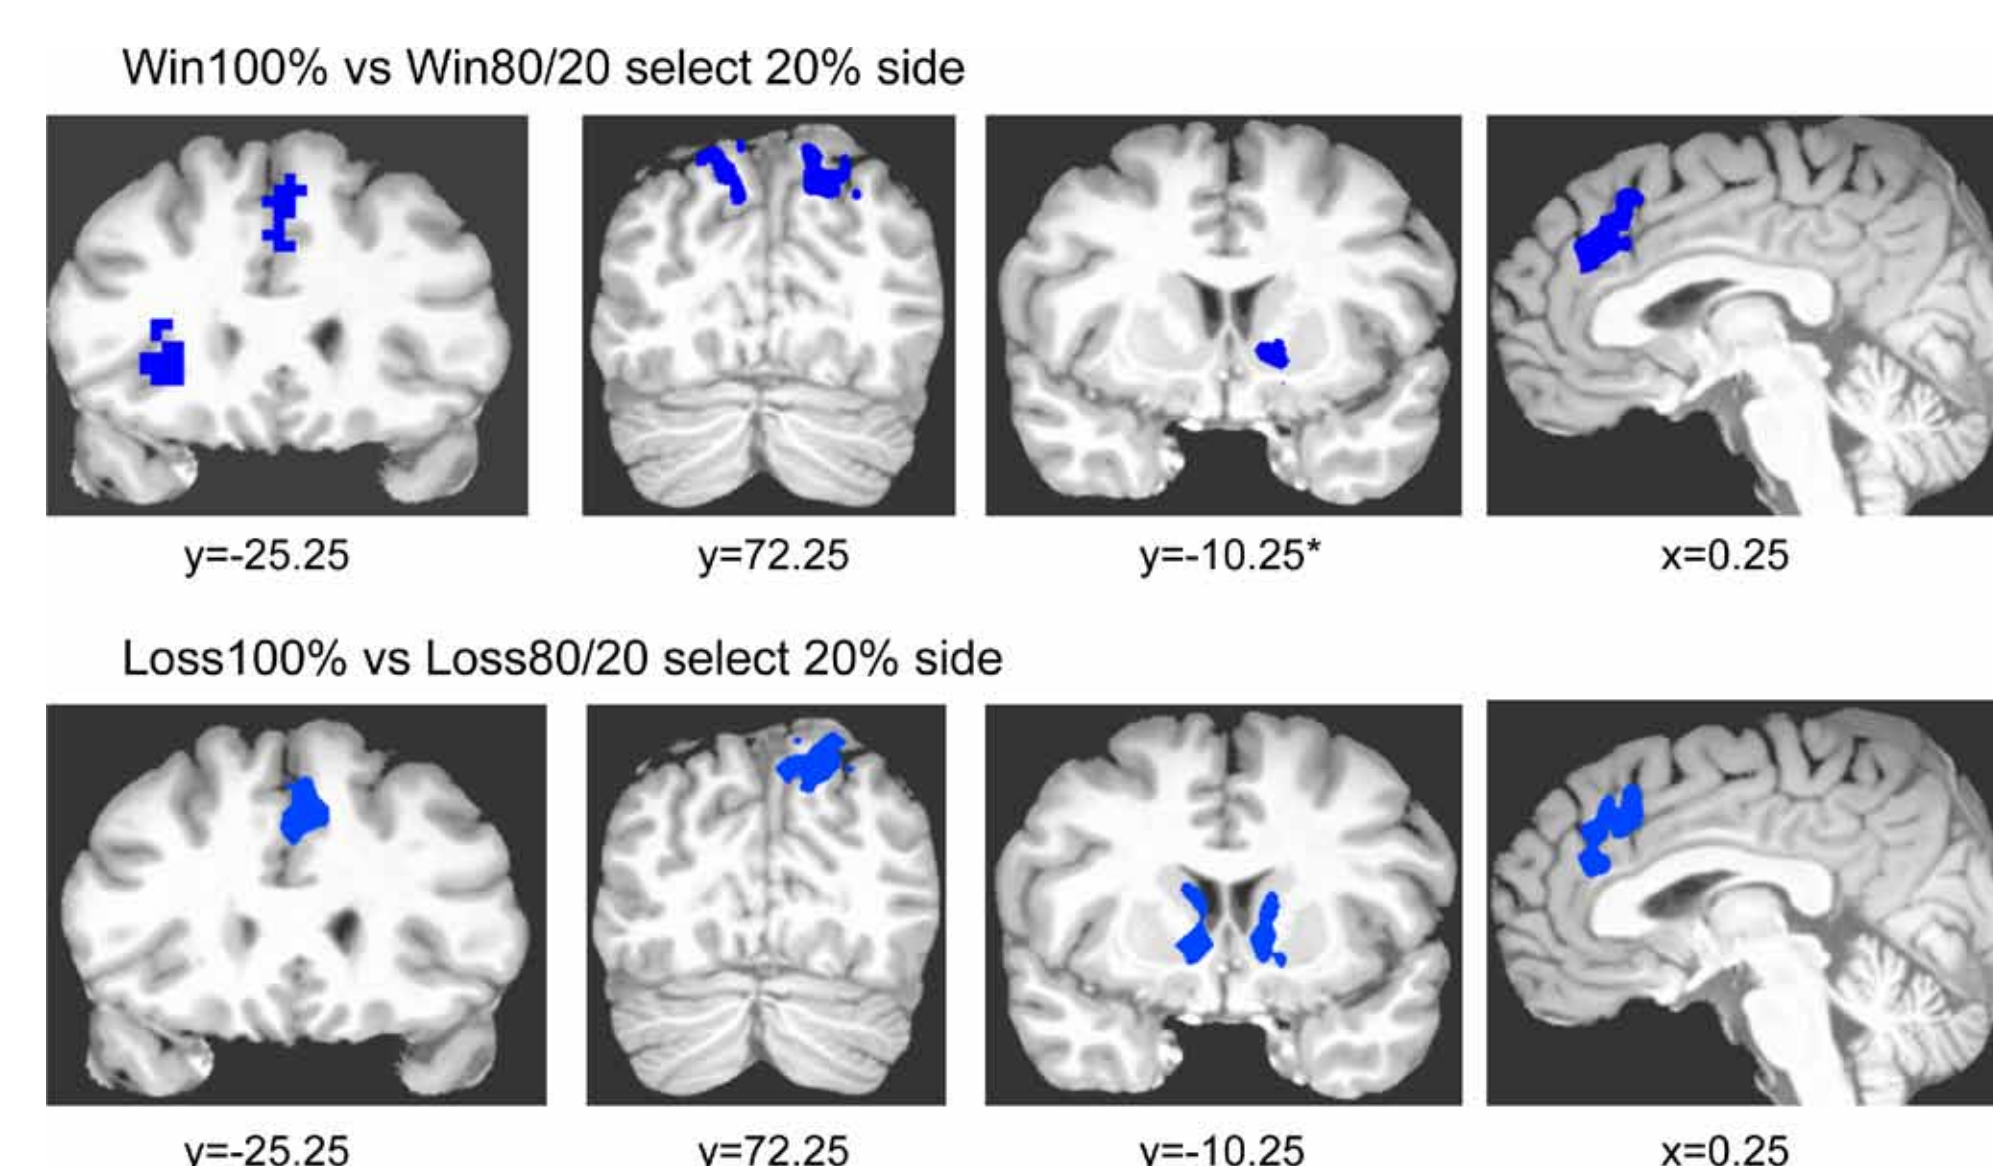 Win100% vs Win80/20 select 20% side
y=-25.25 y=72.25 y=-10.25* x=0.25
Loss100% vs Loss80/20 select 20% side
y=-25.25 y=72.25 y=-10.25 x=0.25